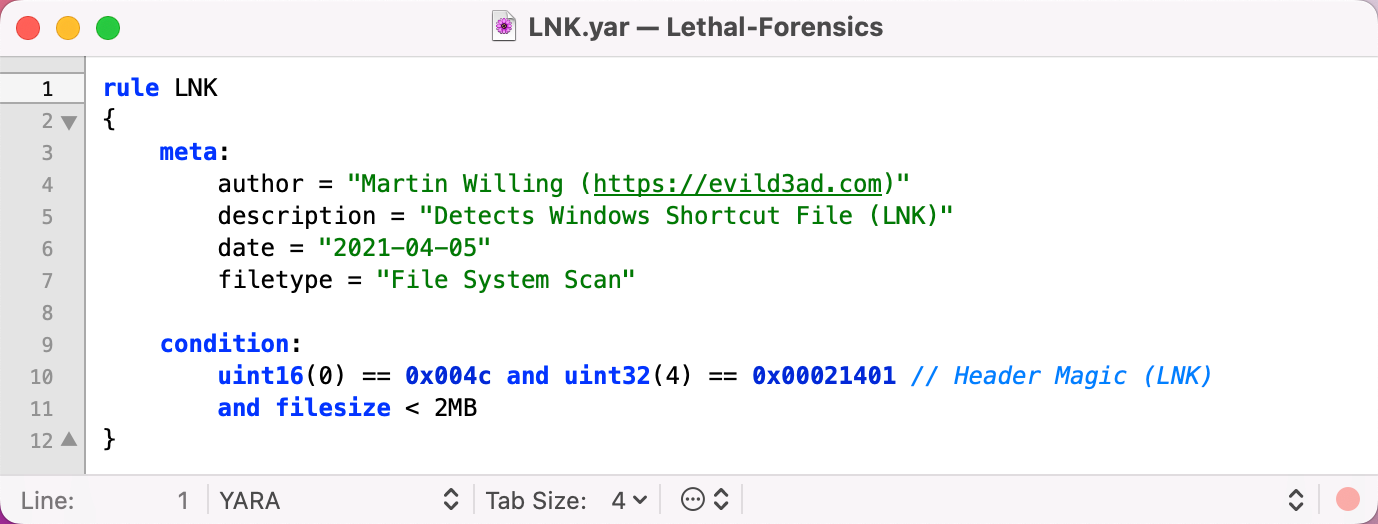 LNK.yar — Lethal-Forensics
1 rule LNK
2 {
3 meta:
4 author = "Martin Willing (https://evild3ad.com)"
5 description = "Detects Windows Shortcut File (LNK)"
6 date = "2021-04-05"
7 filetype = "File System Scan"
8
9 condition:
10 uint16(0) == 0x004c and uint32(4) == 0x00021401 // Header Magic (LNK)
11 and filesize < 2MB
12 }
Line: 1 YARA Tab Size: 4